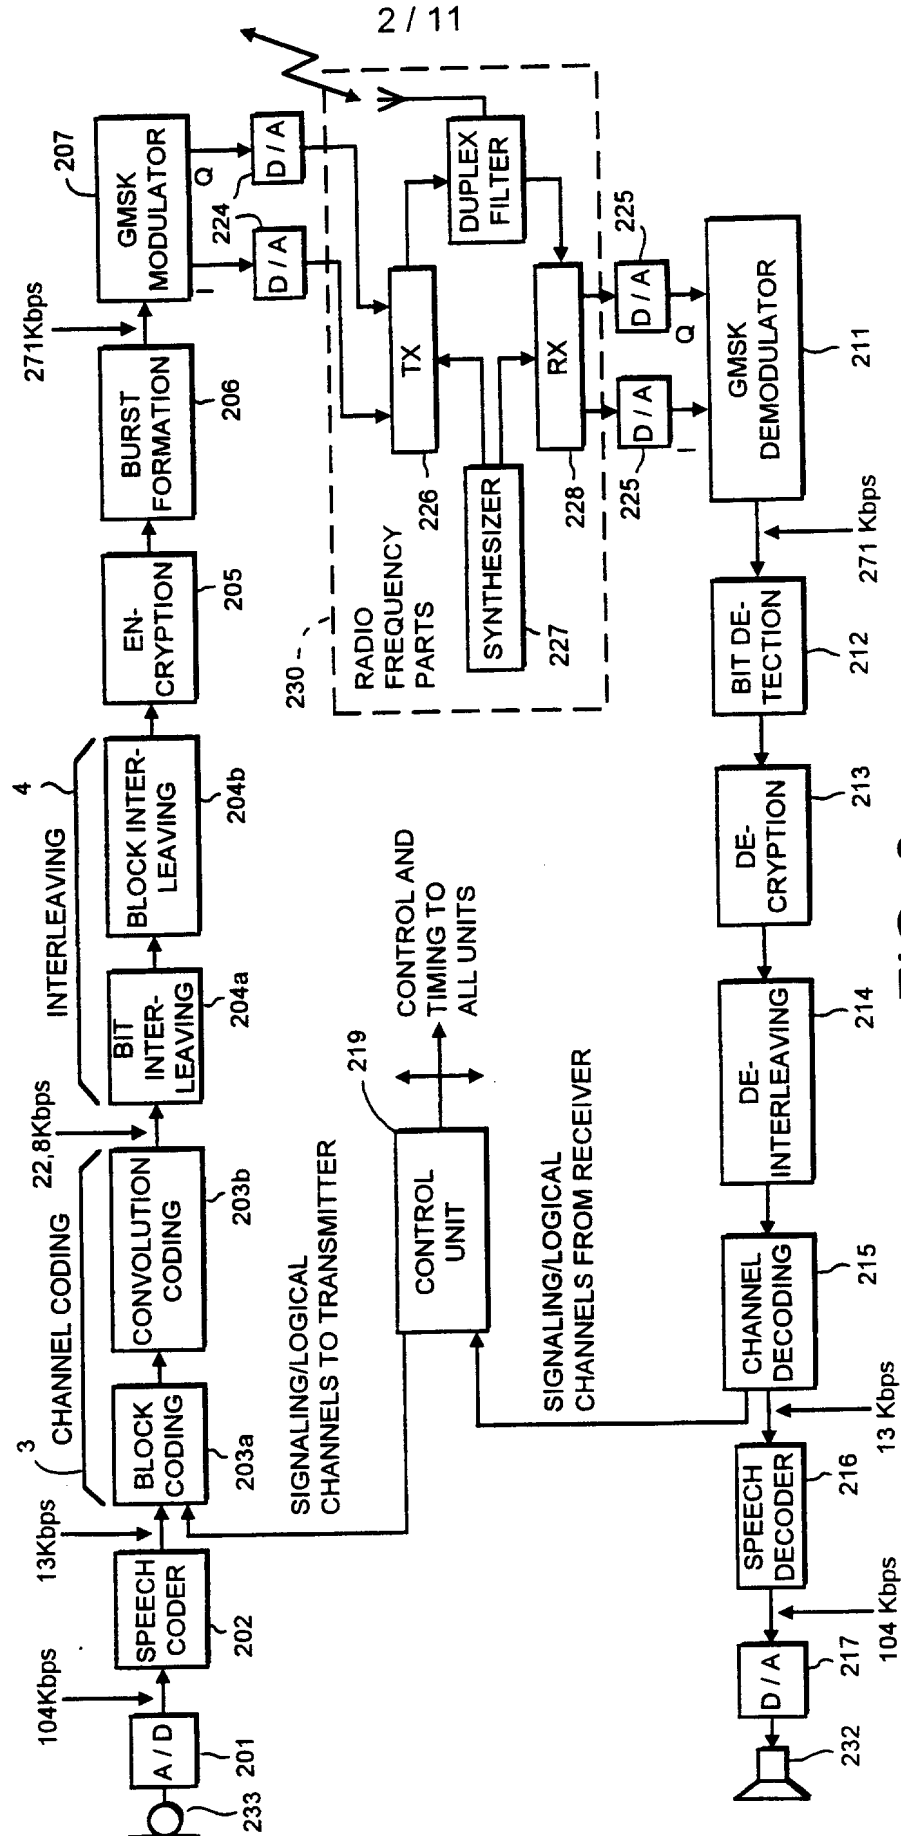 2 / 11
233
A / D
201
104Kbps
SPEECH
CODER
202
13Kbps
3
CHANNEL CODING
BLOCK
CODING
203a
CONVOLUTION
CODING
203b
22,8Kbps
4
INTERLEAVING
BIT
INTER-
LEAVING
204a
BLOCK INTER-
LEAVING
204b
EN-
CRYPTION
205
BURST
FORMATION
206
271Kbps
GMSK
MODULATOR
207
I
Q
224
D / A
D / A
230
RADIO
FREQUENCY
PARTS
TX
226
DUPLEX
FILTER
SYNTHESIZER
227
RX
228
SIGNALING/LOGICAL
CHANNELS TO TRANSMITTER
CONTROL
UNIT
219
CONTROL AND
TIMING TO
ALL UNITS
SIGNALING/LOGICAL
CHANNELS FROM RECEIVER
D / A
225
D / A
225
I
Q
GMSK
DEMODULATOR
211
271 Kbps
BIT DE-
TECTION
212
DE-
CRYPTION
213
DE-
INTERLEAVING
214
CHANNEL
DECODING
215
13 Kbps
SPEECH
DECODER
216
104 Kbps
D / A
217
232